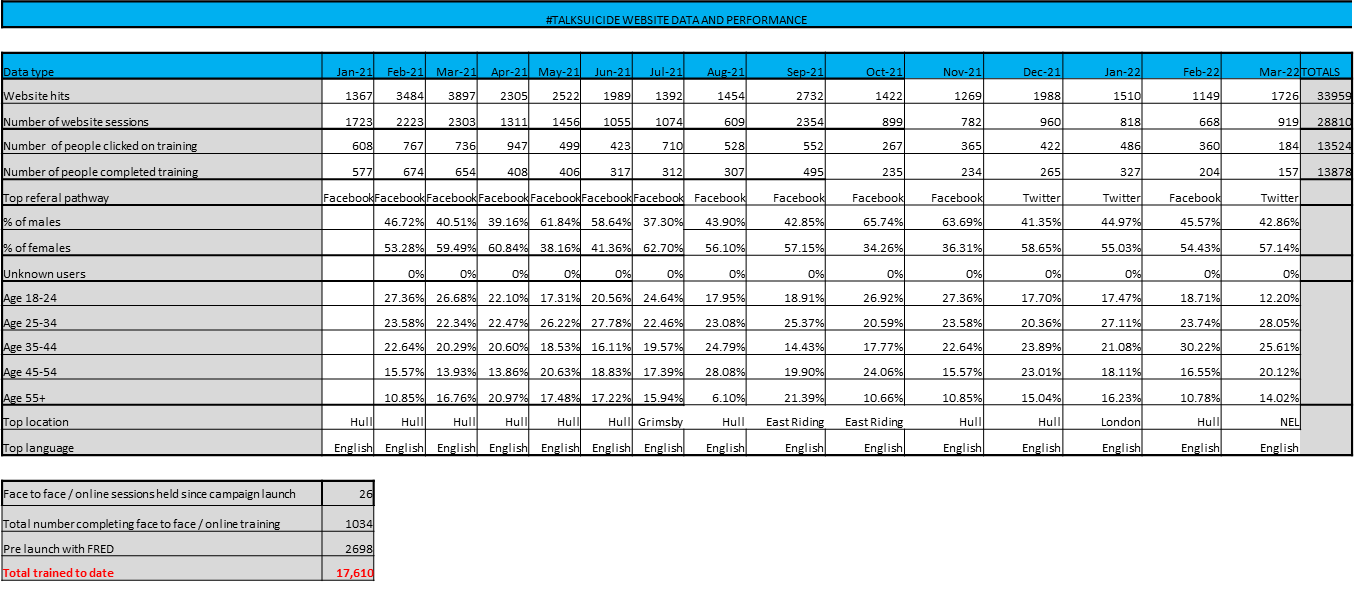 #TALKSUICIDE WEBSITE DATA AND PERFORMANCE
Data type Jan-21 Feb-21 Mar-21 Apr-21 May-21 Jun-21 Jul-21 Aug-21 Sep-21 Oct-21 Nov-21 Dec-21 Jan-22 Feb-22 Mar-22 TOTALS
Website hits 1367 3484 3897 2305 2522 1989 1392 1454 2732 1422 1269 1988 1510 1149 1726 33959
Number of website sessions 1723 2223 2303 1311 1456 1055 1074 609 2354 899 782 960 818 668 919 28810
Number of people clicked on training 608 767 736 947 499 423 710 528 552 267 365 422 486 360 184 13524
Number of people completed training 577 674 654 408 406 317 312 307 495 235 234 265 327 204 157 13878
Top referal pathway Facebook Facebook Facebook Facebook Facebook Facebook Facebook Facebook Facebook Facebook Facebook Twitter Twitter Facebook Twitter
% of males 46.72% 40.51% 39.16% 61.84% 58.64% 37.30% 43.90% 42.85% 65.74% 63.69% 41.35% 44.97% 45.57% 42.86%
% of females 53.28% 59.49% 60.84% 38.16% 41.36% 62.70% 56.10% 57.15% 34.26% 36.31% 58.65% 55.03% 54.43% 57.14%
Unknown users 0% 0% 0% 0% 0% 0% 0% 0% 0% 0% 0% 0% 0% 0%
Age 18-24 27.36% 26.68% 22.10% 17.31% 20.56% 24.64% 17.95% 18.91% 26.92% 27.36% 17.70% 17.47% 18.71% 12.20%
Age 25-34 23.58% 22.34% 22.47% 26.22% 27.78% 22.46% 23.08% 25.37% 20.59% 23.58% 20.36% 27.11% 23.74% 28.05%
Age 35-44 22.64% 20.29% 20.60% 18.53% 16.11% 19.57% 24.79% 14.43% 17.77% 22.64% 23.89% 21.08% 30.22% 25.61%
Age 45-54 15.57% 13.93% 13.86% 20.63% 18.83% 17.39% 28.08% 19.90% 24.06% 15.57% 23.01% 18.11% 16.55% 20.12%
Age 55+ 10.85% 16.76% 20.97% 17.48% 17.22% 15.94% 6.10% 21.39% 10.66% 10.85% 15.04% 16.23% 10.78% 14.02%
Top location Hull Hull Hull Hull Hull Hull Grimsby Hull East Riding East Riding Hull Hull London Hull NEL
Top language English English English English English English English English English English English English English English English
Face to face / online sessions held since campaign launch 26
Total number completing face to face / online training 1034
Pre launch with FRED 2698
Total trained to date 17,610